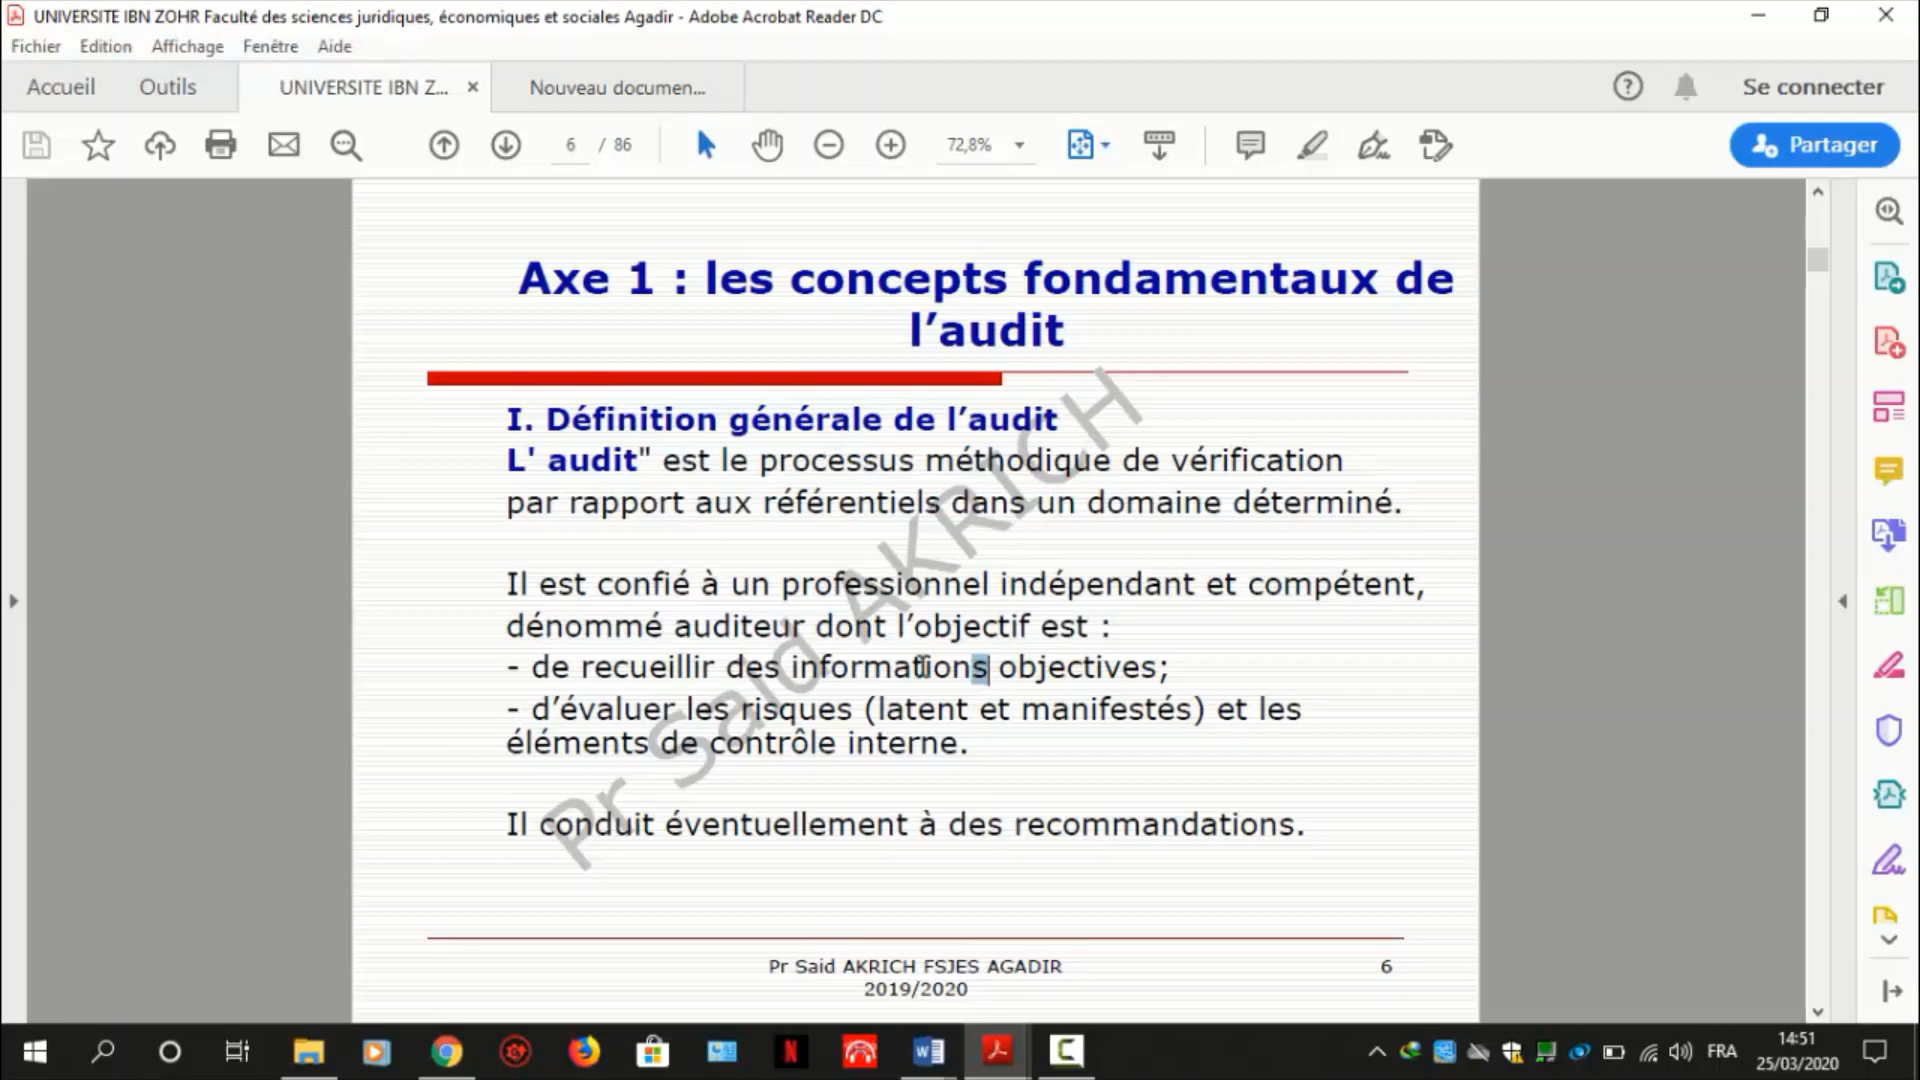 UNIVERSITE IBN ZOHR Faculté des sciences juridiques, économiques et sociales Agadir - Adobe Acrobat Reader DC
Fichier Edition Affichage Fenêtre Aide
Accueil Outils UNIVERSITE IBN Z... × Nouveau documen... Se connecter
6 / 86 72,8% Partager
Axe 1 : les concepts fondamentaux de
l’audit
I. Définition générale de l’audit
L' audit" est le processus méthodique de vérification
par rapport aux référentiels dans un domaine déterminé.
Il est confié à un professionnel indépendant et compétent,
dénommé auditeur dont l’objectif est :
- de recueillir des informations objectives;
- d’évaluer les risques (latent et manifestés) et les
éléments de contrôle interne.
Il conduit éventuellement à des recommandations.
Pr Said AKRICH
Pr Said AKRICH FSJES AGADIR 6
2019/2020
14:51
FRA
25/03/2020